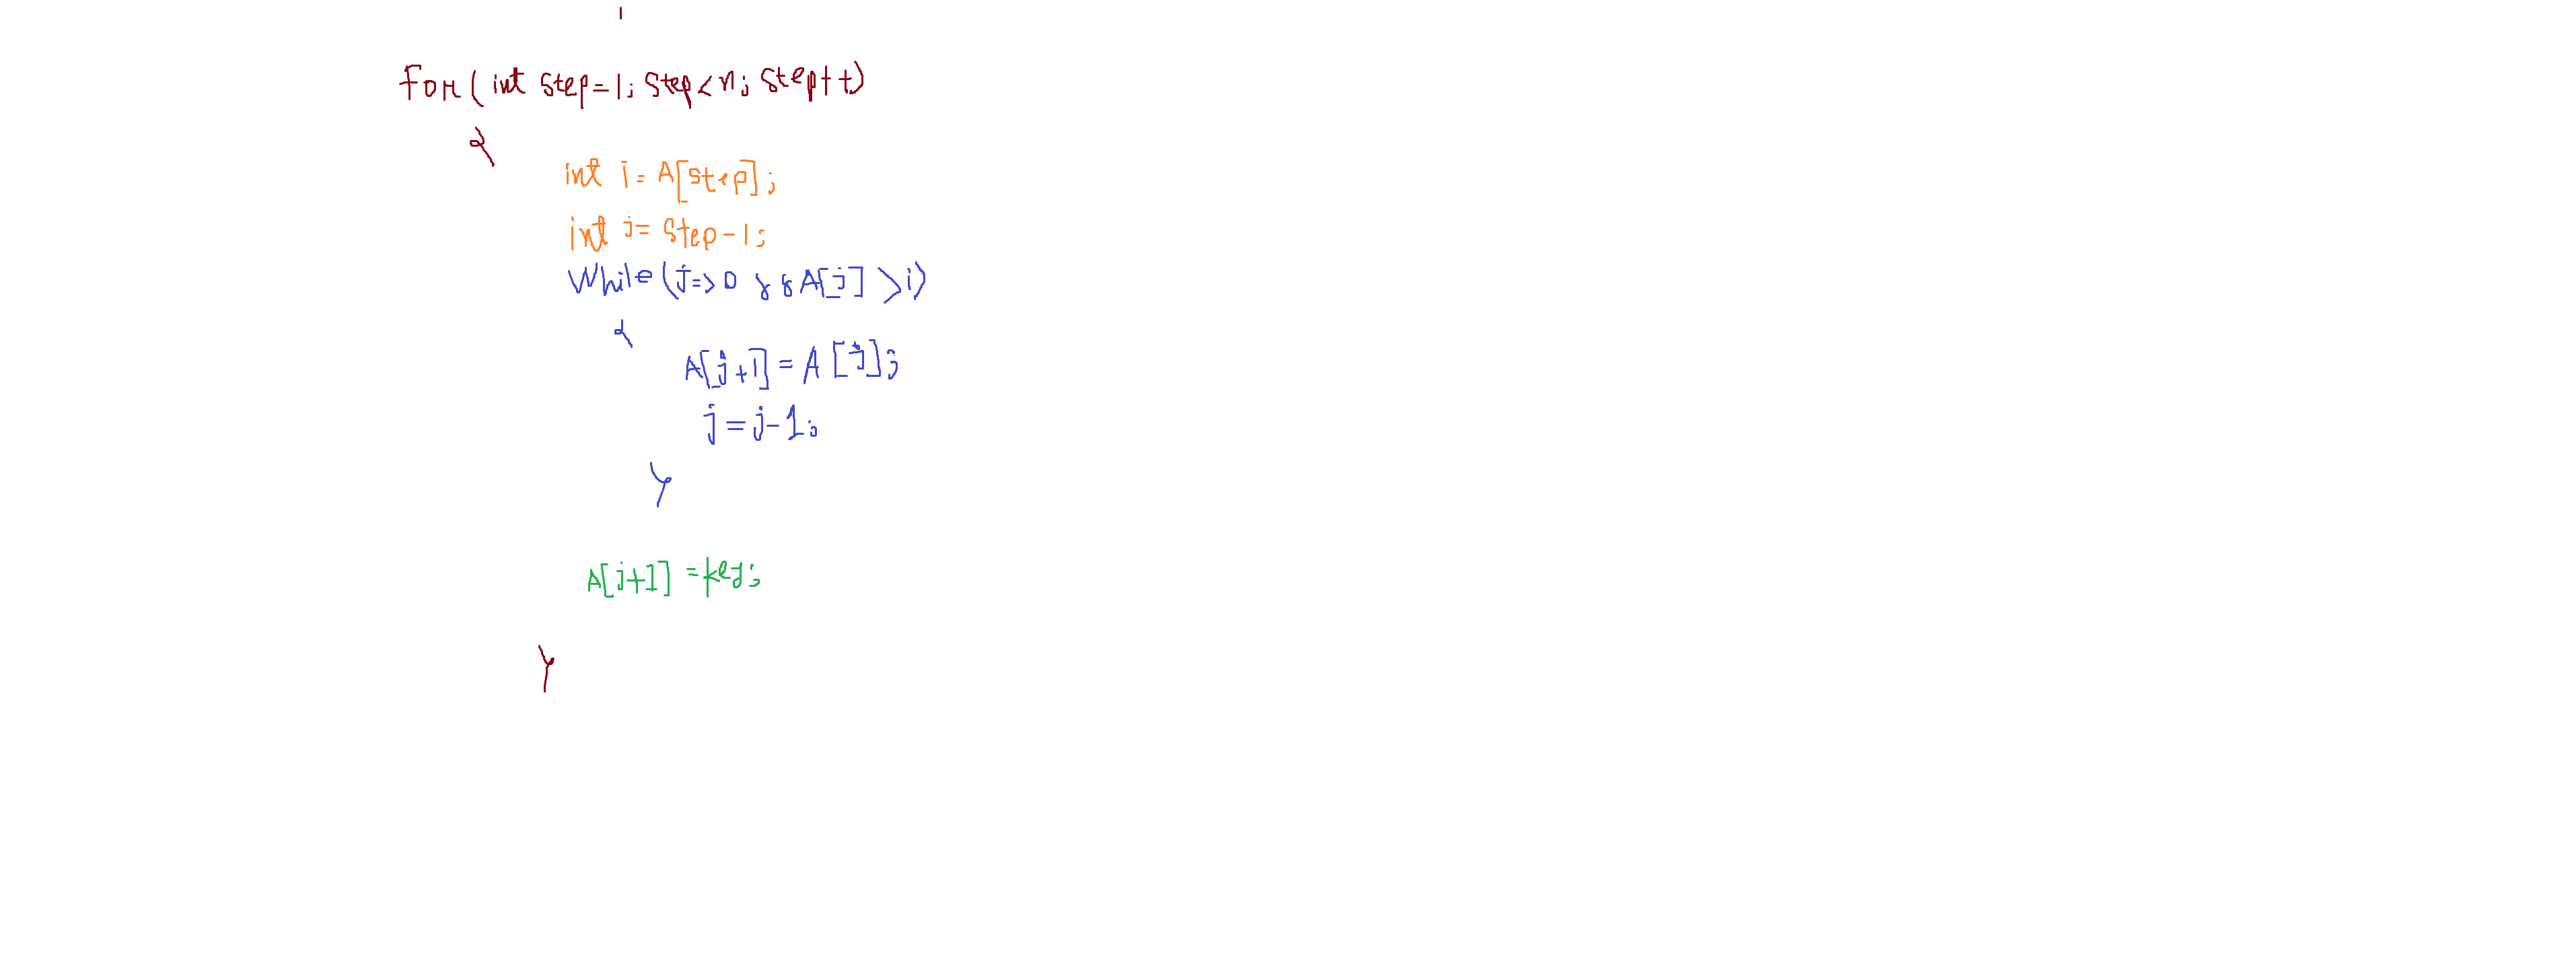 For(int step=1; step<n; step++)
{
int i= A[step];
int j= step-1;
While(j=>0 && A[j] >i)
{
A[j+1] = A[j];
j=j-1;
}
A[j+1] =key;
}